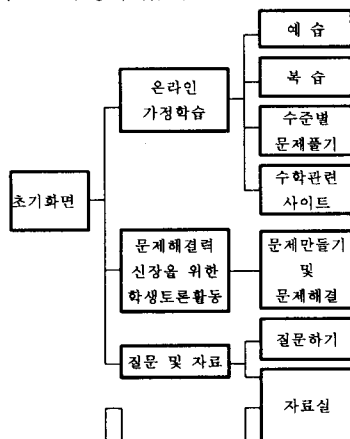 예 습
온라인
가정학습
복 습
수준별
문제풀기
수학관련
사이트
초기화면
문제해결력
신장을 위한
학생토론활동
문제만들기
및
문제해결
질문 및 자료
질문하기
자료실